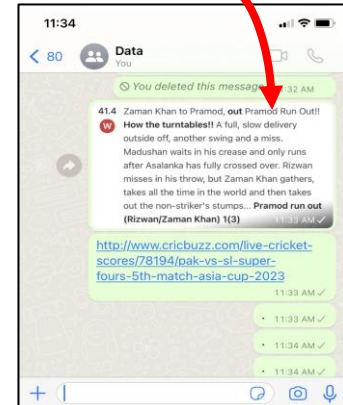 11:34
80
Data
You
You deleted this message 11:32 AM
41.4 Zaman Khan to Pramod, out Pramod Run Out!!
W How the turntables!! A full, slow delivery
outside off, another swing and a miss.
Madushan waits in his crease and only runs
after Asalanka has fully crossed over. Rizwan
misses in his throw, but Zaman Khan gathers,
takes all the time in the world and then takes
out the non-striker's stumps... Pramod run out
(Rizwan/Zaman Khan) 1(3)
11:33 AM
http://www.cricbuzz.com/live-cricket-
scores/78194/pak-vs-sl-super-
fours-5th-match-asia-cup-2023
11:33 AM
11:33 AM
11:34 AM
11:34 AM